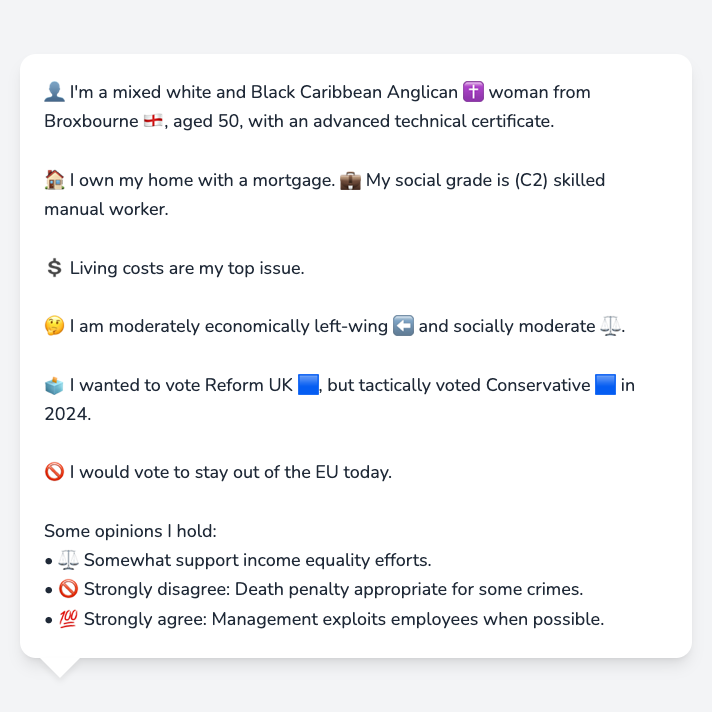 👤 I'm a mixed white and Black Caribbean Anglican ✝️ woman from
Broxbourne 🏴󠁧󠁢󠁥󠁮󠁧󠁿, aged 50, with an advanced technical certificate.
🏠 I own my home with a mortgage. 💼 My social grade is (C2) skilled
manual worker.
💲 Living costs are my top issue.
🤔 I am moderately economically left-wing ⬅️ and socially moderate ⚖️.
🗳️ I wanted to vote Reform UK 🟦, but tactically voted Conservative 🟦 in
2024.
🚫 I would vote to stay out of the EU today.
Some opinions I hold:
• ⚖️ Somewhat support income equality efforts.
• 🚫 Strongly disagree: Death penalty appropriate for some crimes.
• 💯 Strongly agree: Management exploits employees when possible.